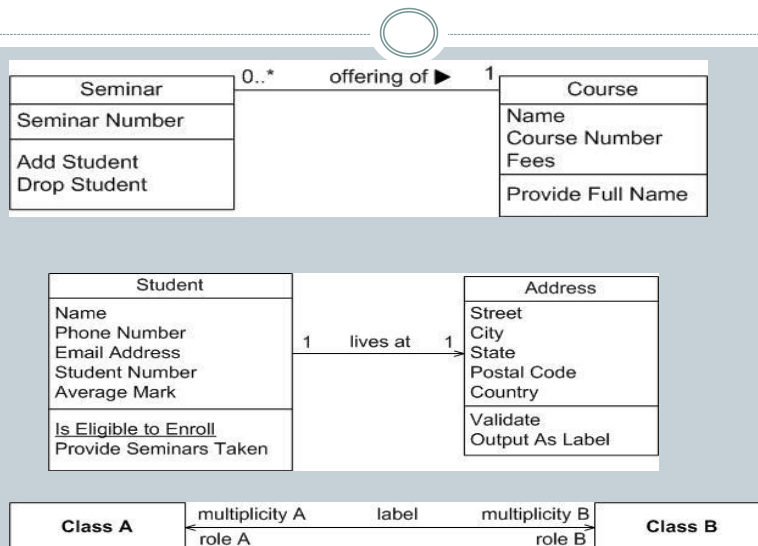 0..* offering of ▶ 1
Seminar
Seminar Number
Add Student
Drop Student
Course
Name
Course Number
Fees
Provide Full Name
Student
Name
Phone Number
Email Address
Student Number
Average Mark
Is Eligible to Enroll
Provide Seminars Taken
1 lives at 1
Address
Street
City
State
Postal Code
Country
Validate
Output As Label
Class A
multiplicity A label multiplicity B
role A role B
Class B